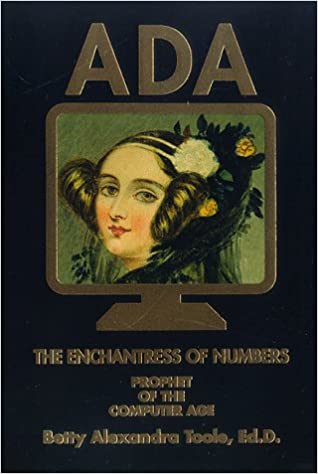 ADA
THE ENCHANTRESS OF NUMBERS
PROPHET
OF THE
COMPUTER AGE
Betty Alexandra Toole, Ed.D.